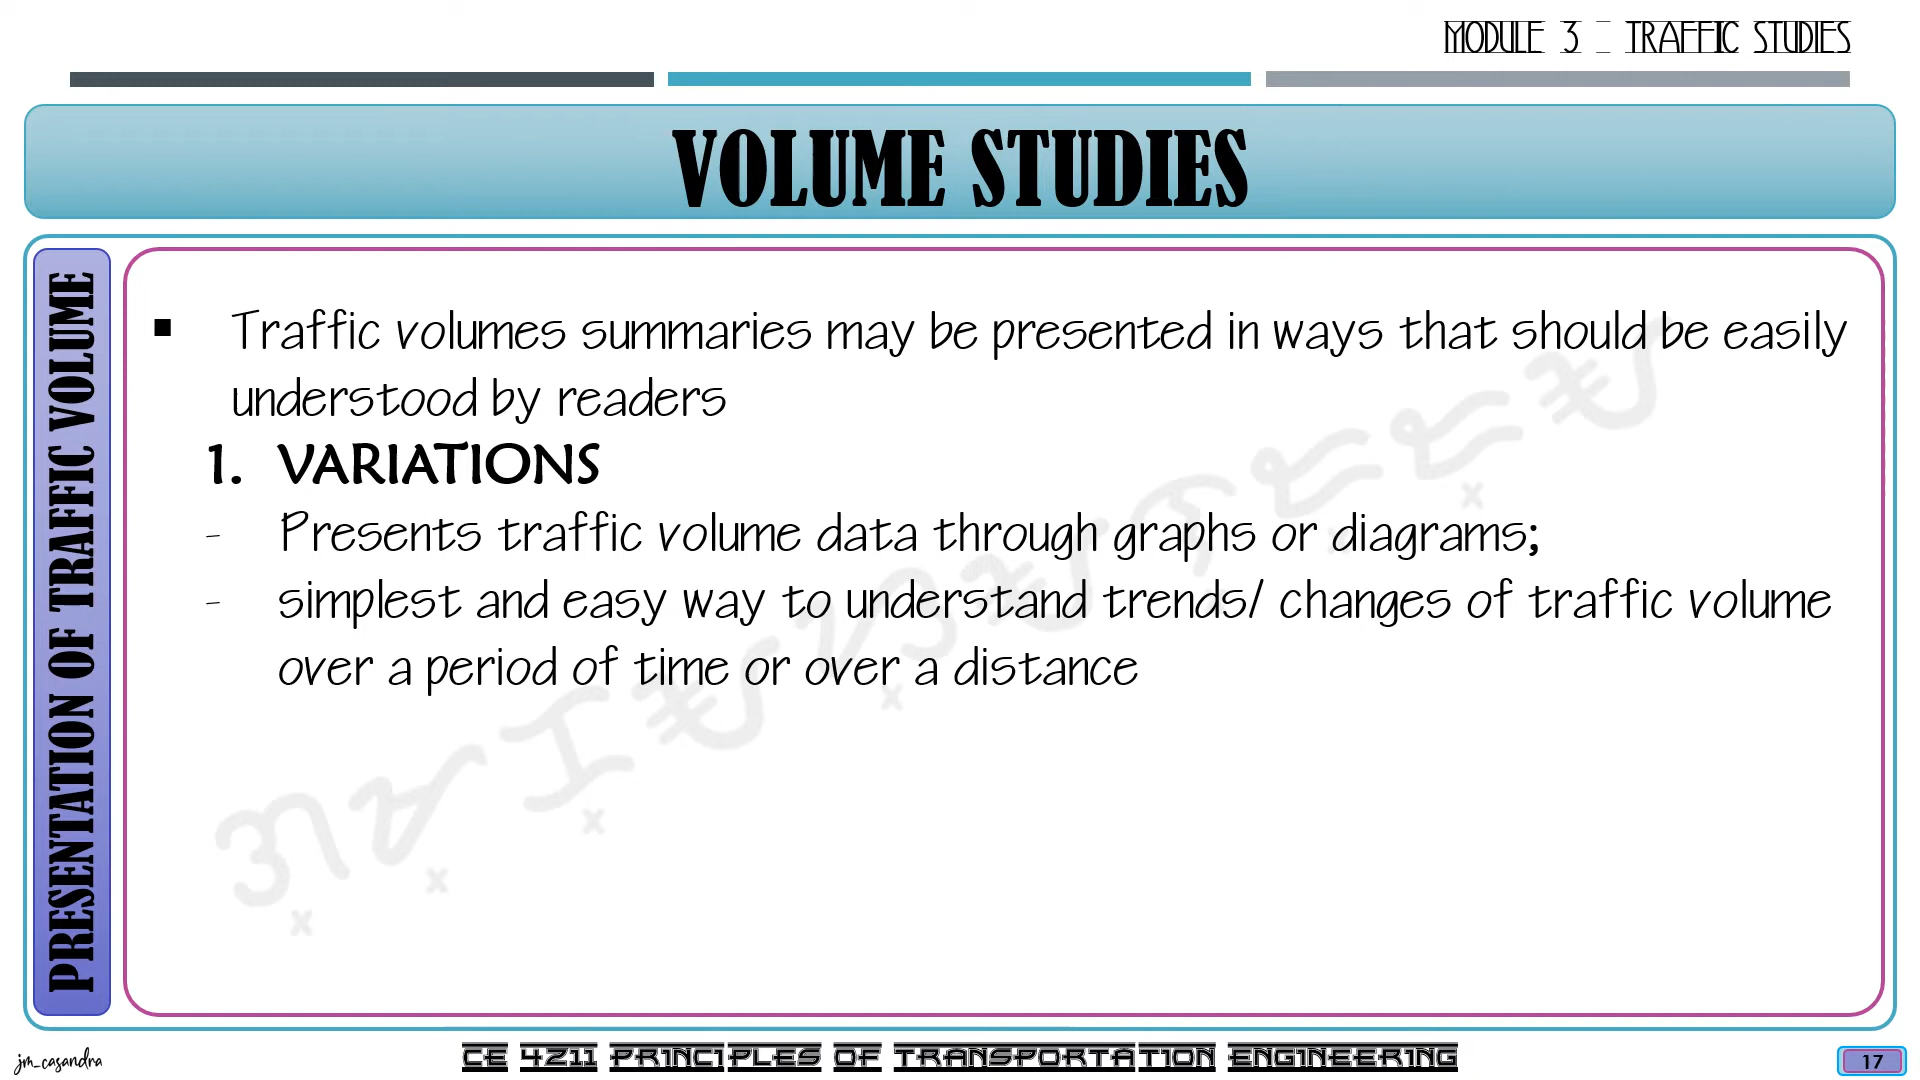 MODULE 3 – TRAFFIC STUDIES
VOLUME STUDIES
PRESENTATION OF TRAFFIC VOLUME
▪ Traffic volumes summaries may be presented in ways that should be easily
understood by readers
1. VARIATIONS
- Presents traffic volume data through graphs or diagrams;
- simplest and easy way to understand trends/ changes of traffic volume
over a period of time or over a distance
jm_casandra
CE 4211 PRINCIPLES OF TRANSPORTATION ENGINEERING
17